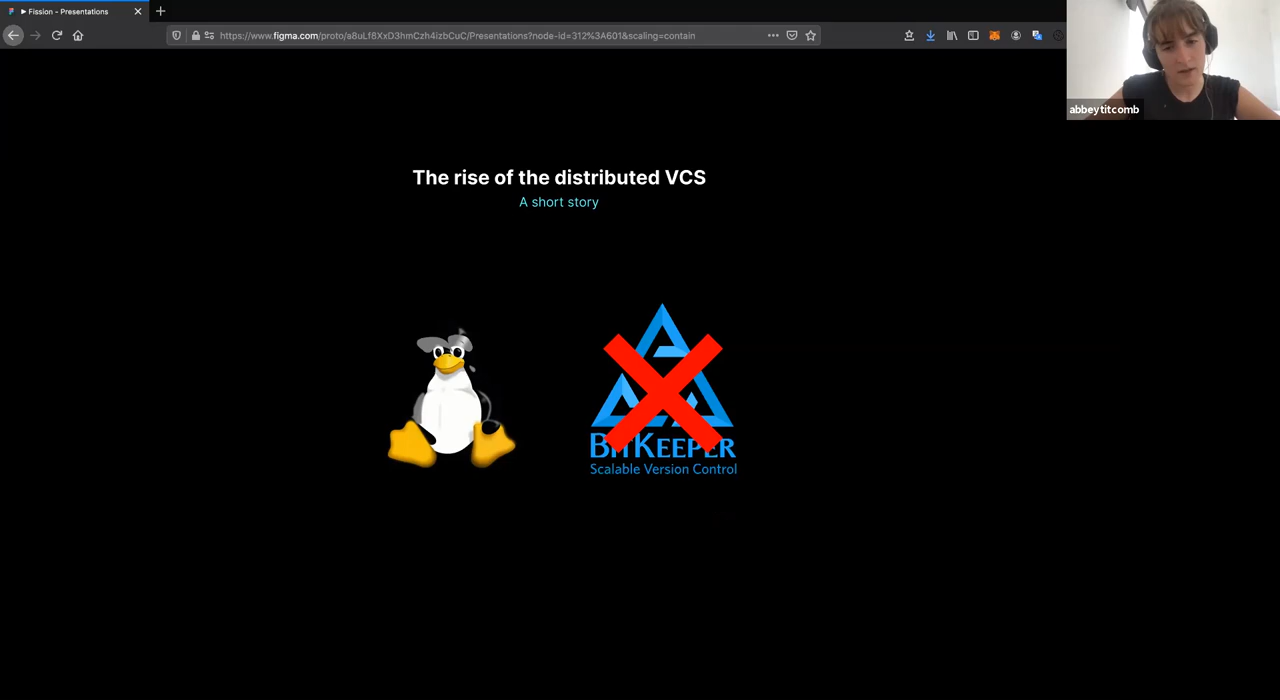 Fission - Presentations
https://www.figma.com/proto/a8uLf8XxD3hmCzh4izbCuC/Presentations?node-id=312%3A601&scaling=contain
abbeytitcomb
The rise of the distributed VCS
A short story
BITKEEPER
Scalable Version Control